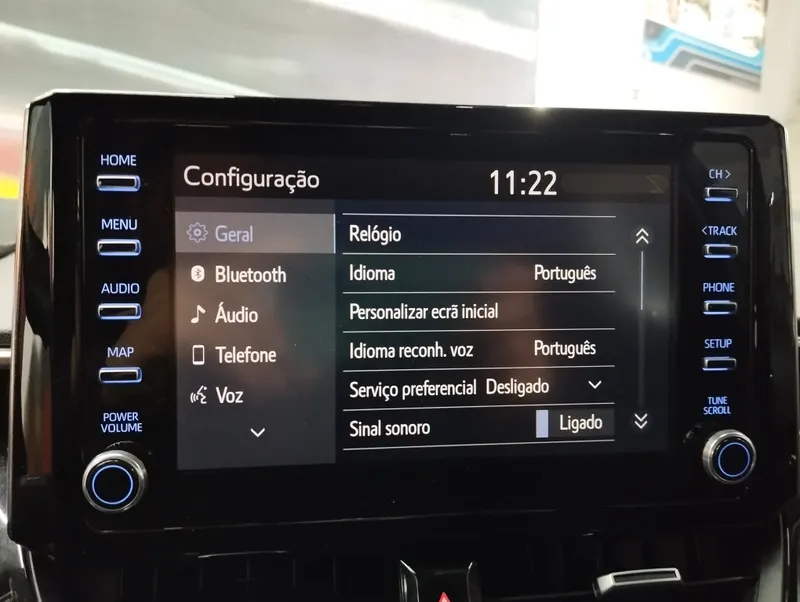 HOME
MENU
AUDIO
MAP
POWER
VOLUME
Configuração
11:22
Geral
Bluetooth
Áudio
Telefone
Voz
Relógio
Idioma Português
Personalizar ecrã inicial
Idioma reconh. voz Português
Serviço preferencial Desligado
Sinal sonoro Ligado
CH >
< TRACK
PHONE
SETUP
TUNE
SCROLL